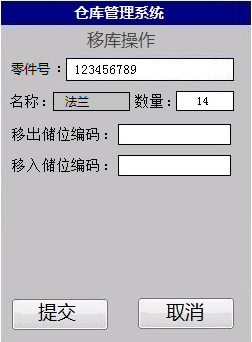 仓库管理系统
移库操作
零件号：123456789
名称：法兰 数量：14
移出储位编码：
移入储位编码：
提交 取消